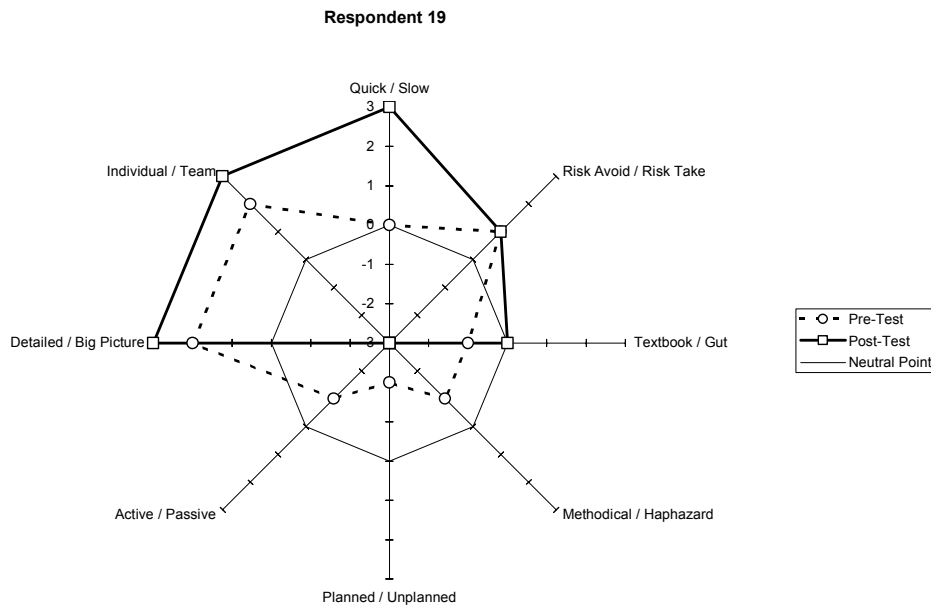 Respondent 19
Quick / Slow
3
Individual / Team
2
Risk Avoid / Risk Take
1
0
-1
-2
Detailed / Big Picture
-3
Textbook / Gut
Pre-Test
Post-Test
Neutral Point
Active / Passive
Methodical / Haphazard
Planned / Unplanned